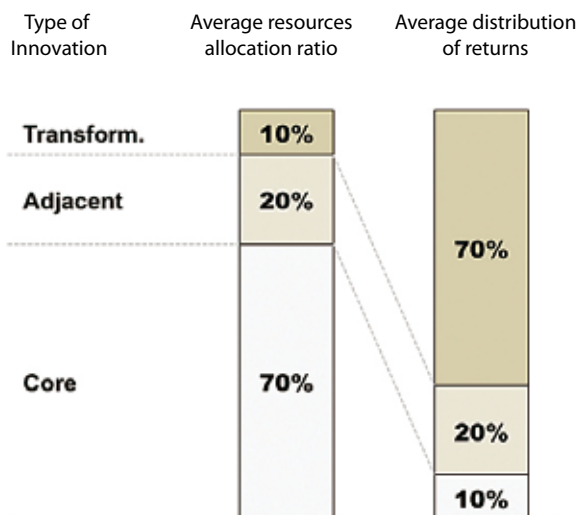 Type of
Innovation
Average resources
allocation ratio
Average distribution
of returns
Transform.
10%
Adjacent
20%
70%
Core
70%
20%
10%